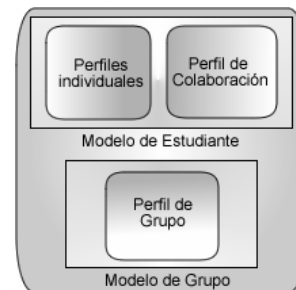 Perfiles
individuales
Perfil de
Colaboración
Modelo de Estudiante
Perfil de
Grupo
Modelo de Grupo